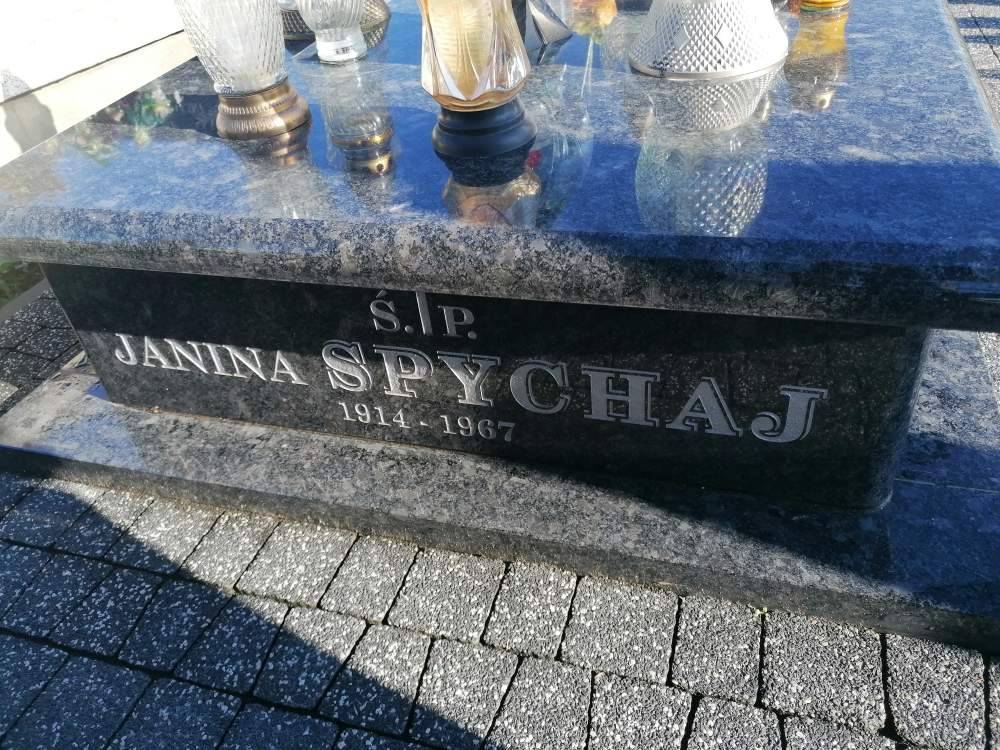 Ś.†P.
JANINA SPYCHAJ
1914 - 1967